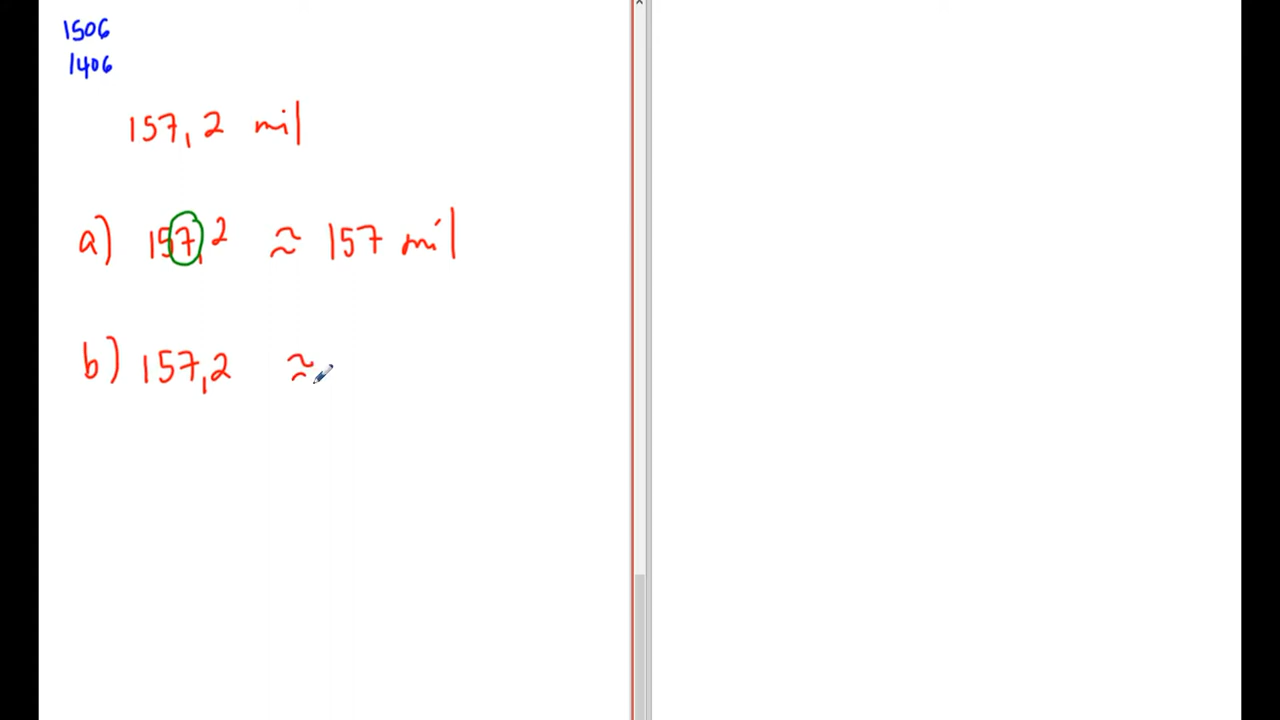 1506
1406
157,2 mil
a) 157,2 ≈ 157 mil
b) 157,2 ≈